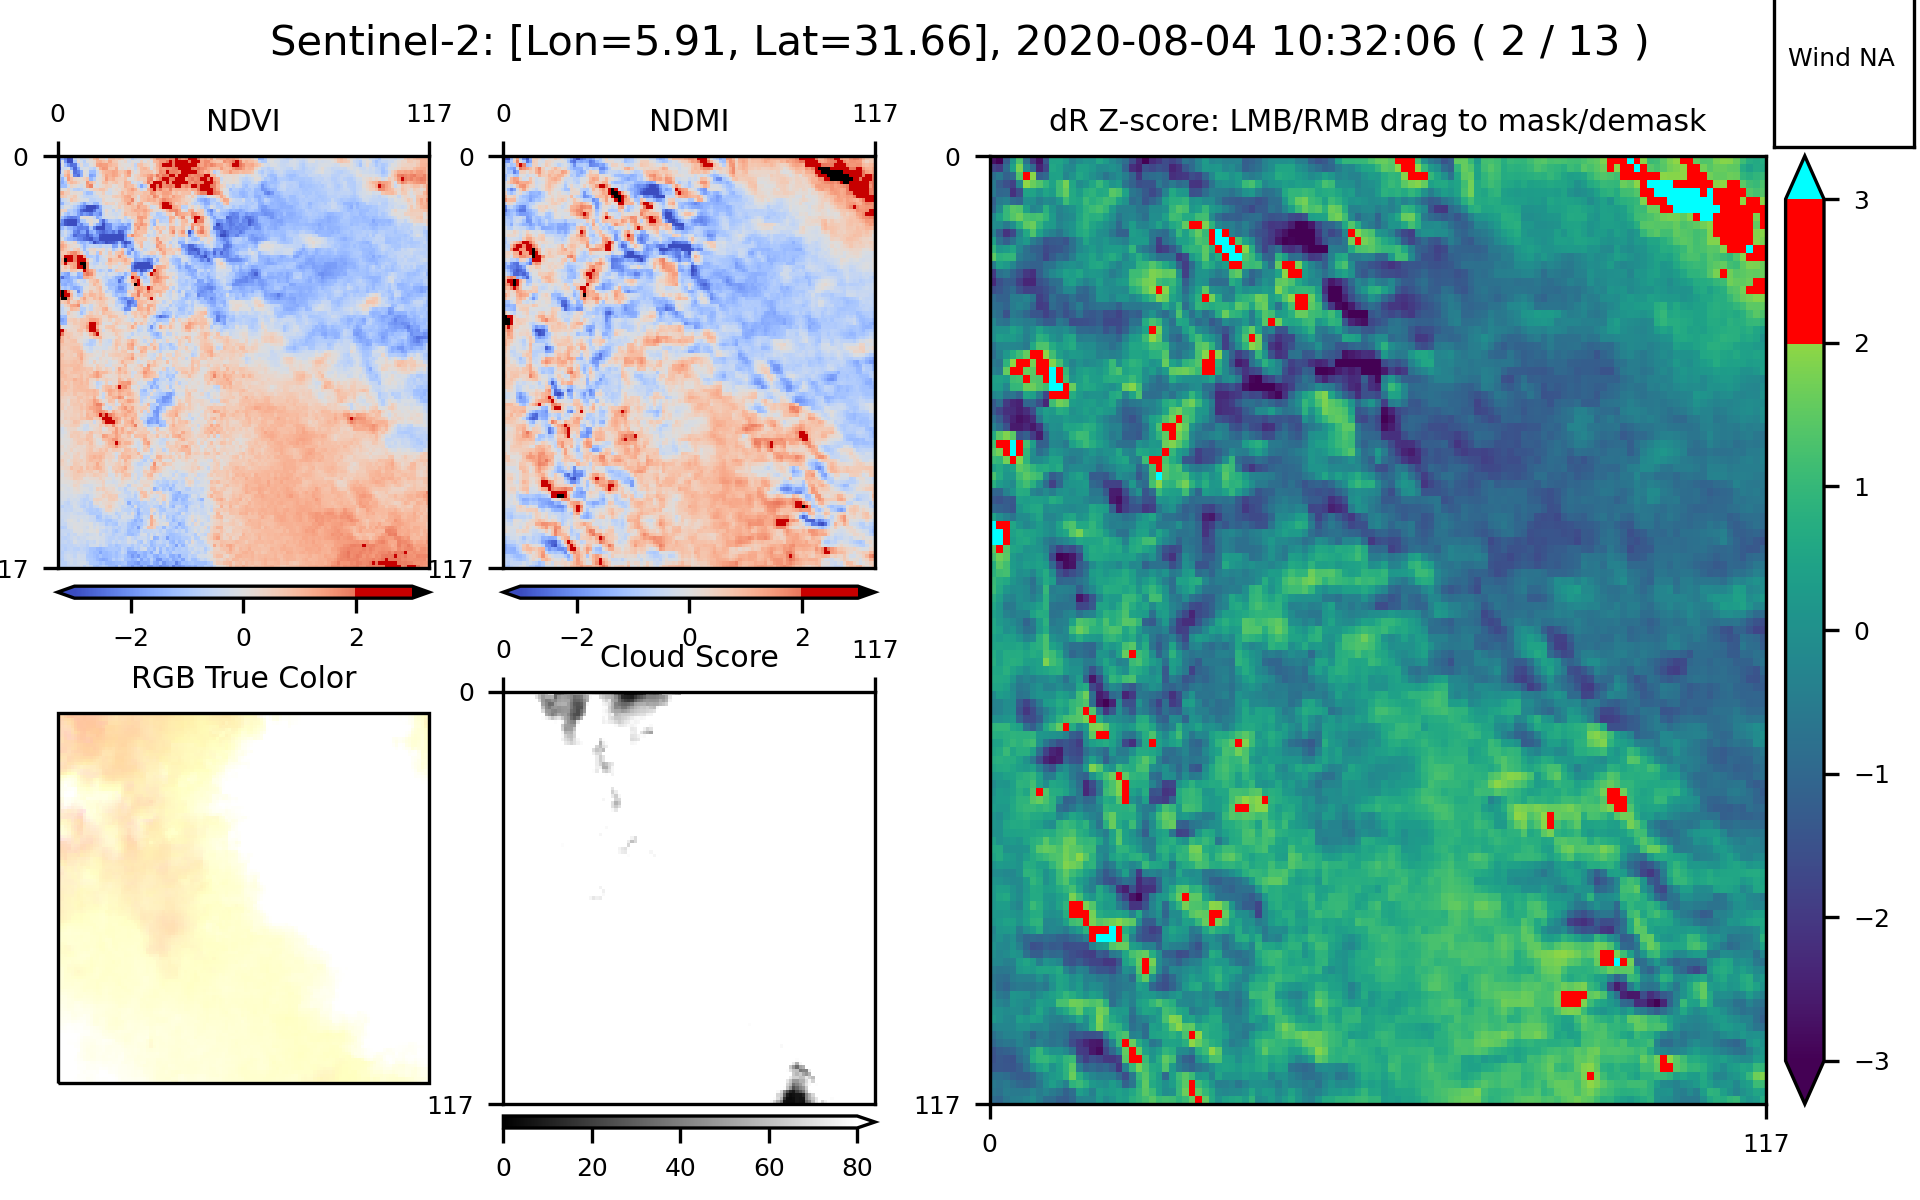 Sentinel-2: [Lon=5.91, Lat=31.66], 2020-08-04 10:32:06 ( 2 / 13 )
Wind NA
0 117
NDVI
0
17
−2 0 2
0 117
NDMI
0
117
−2 0 2
dR Z-score: LMB/RMB drag to mask/demask
0
117
0 117
3
2
1
0
−1
−2
−3
RGB True Color
0 117
Cloud Score
0
117
0 20 40 60 80